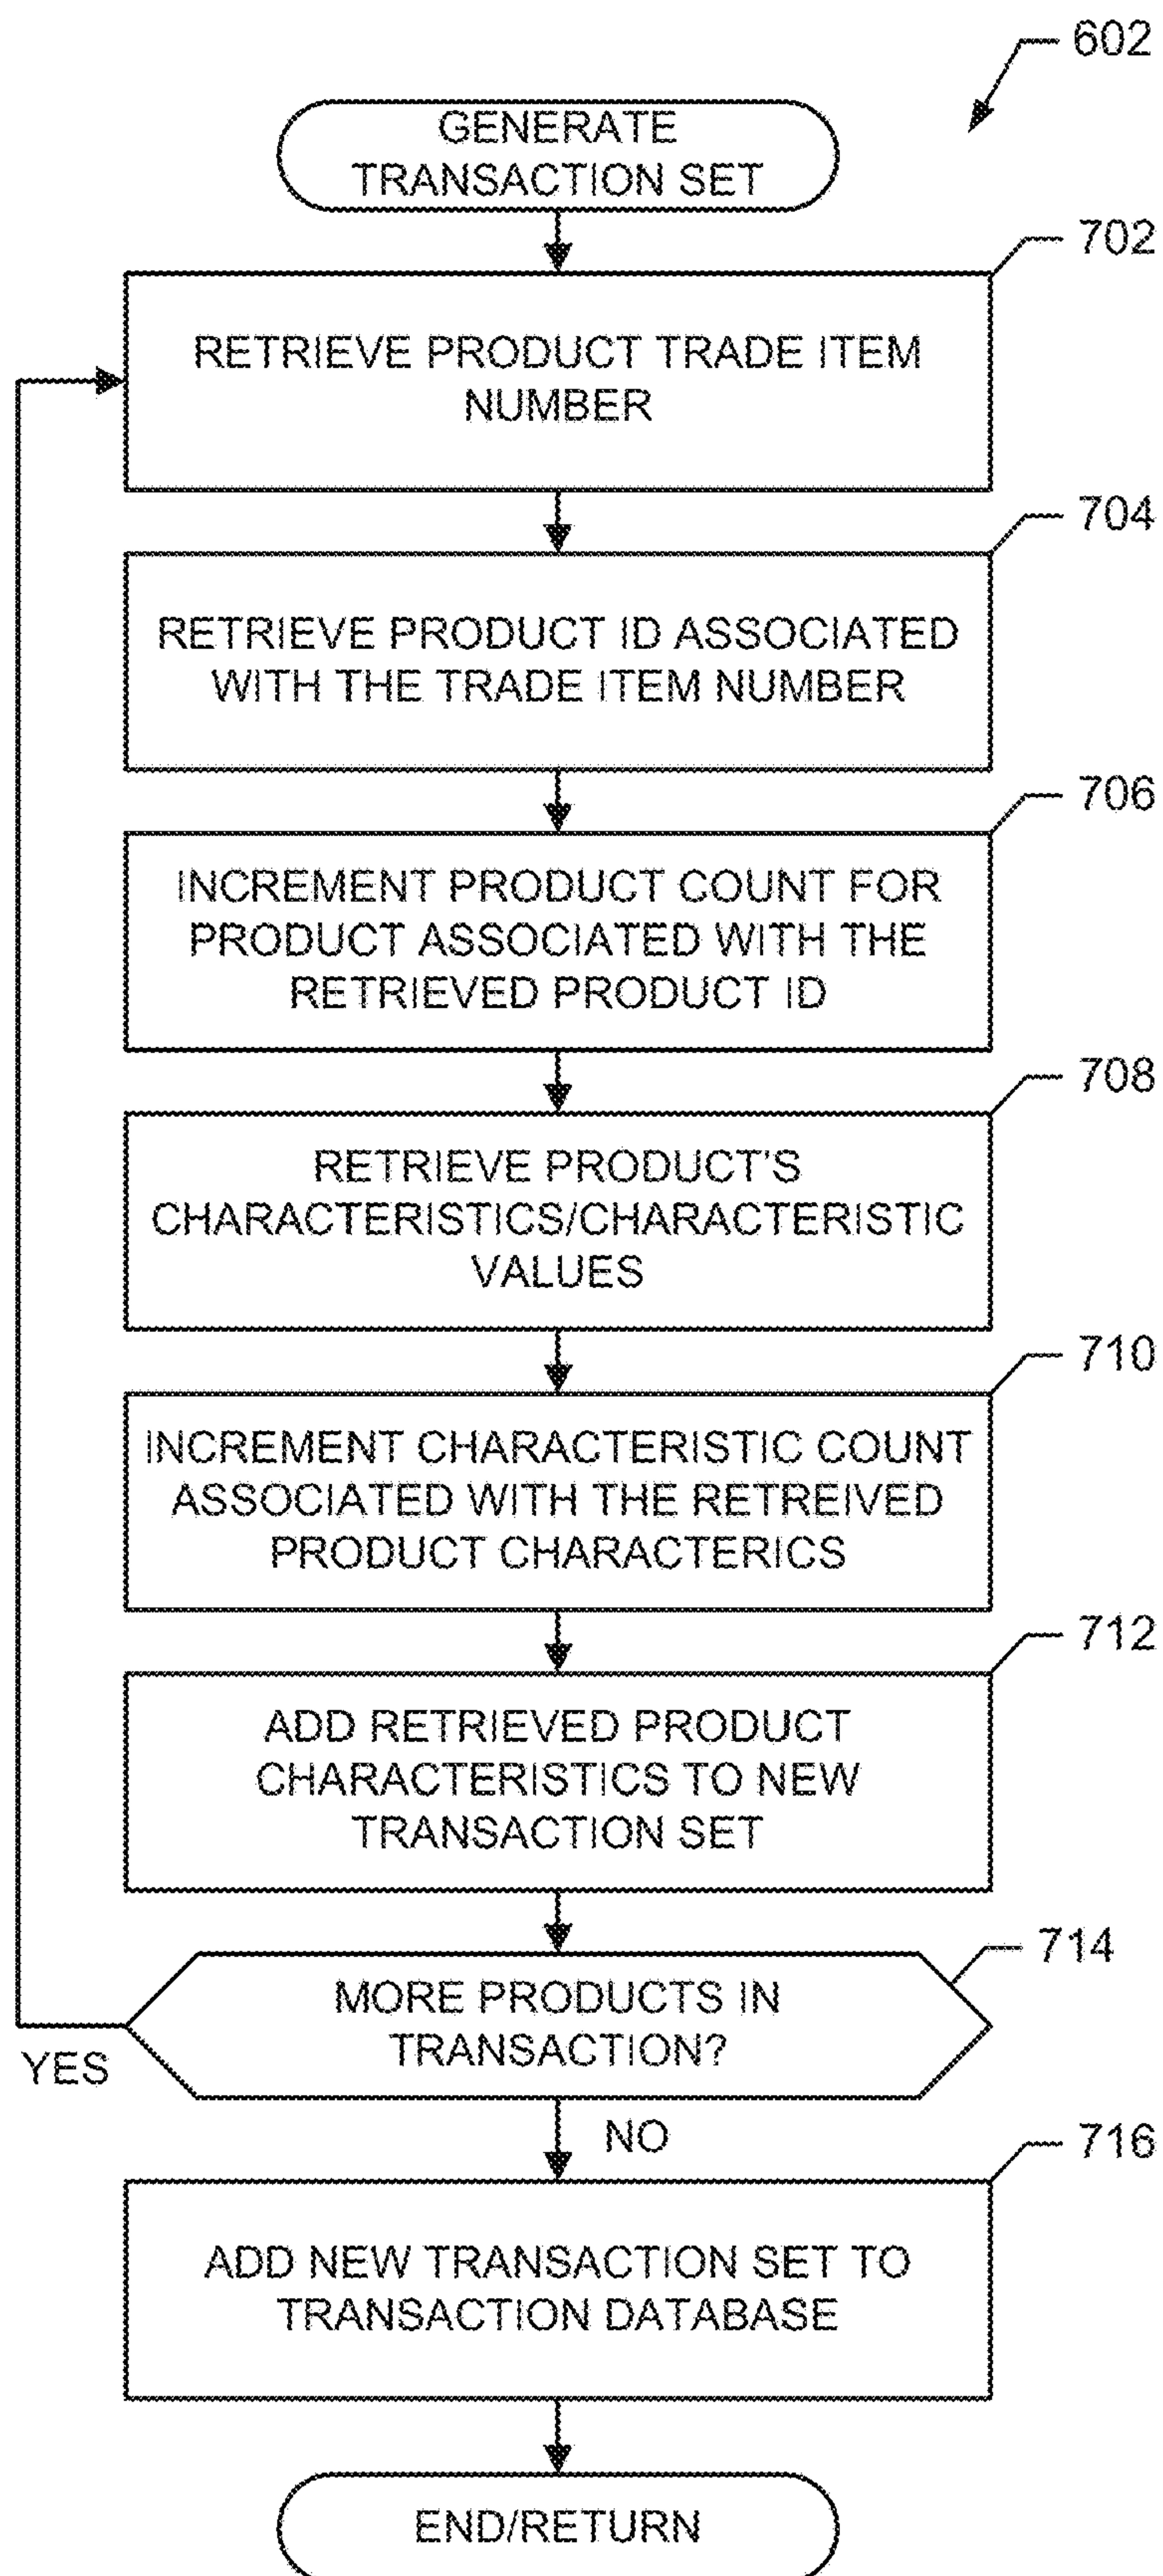 602
GENERATE
TRANSACTION SET
702
RETRIEVE PRODUCT TRADE ITEM
NUMBER
704
RETRIEVE PRODUCT ID ASSOCIATED
WITH THE TRADE ITEM NUMBER
706
INCREMENT PRODUCT COUNT FOR
PRODUCT ASSOCIATED WITH THE
RETRIEVED PRODUCT ID
708
RETRIEVE PRODUCT'S
CHARACTERISTICS/CHARACTERISTIC
VALUES
710
INCREMENT CHARACTERISTIC COUNT
ASSOCIATED WITH THE RETREIVED
PRODUCT CHARACTERICS
712
ADD RETRIEVED PRODUCT
CHARACTERISTICS TO NEW
TRANSACTION SET
714
MORE PRODUCTS IN
TRANSACTION?
YES
NO
716
ADD NEW TRANSACTION SET TO
TRANSACTION DATABASE
END/RETURN